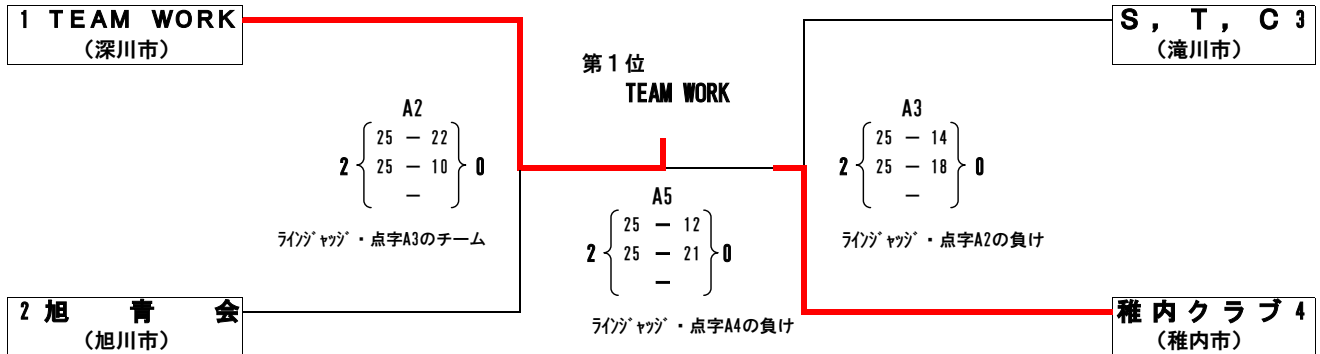 1 TEAM WORK
(深川市)
S , T , C 3
(滝川市)
第1位
TEAM WORK
A2
25 ー 22
2 25 ー 10 0
ー
ﾗｲﾝｼﾞｬｯｼﾞ・点字A3のチーム
A3
25 ー 14
2 25 ー 18 0
ー
ﾗｲﾝｼﾞｬｯｼﾞ・点字A2の負け
A5
25 ー 12
2 25 ー 21 0
ー
ﾗｲﾝｼﾞｬｯｼﾞ・点字A4の負け
2 旭 青 会
(旭川市)
稚内クラブ 4
(稚内市)